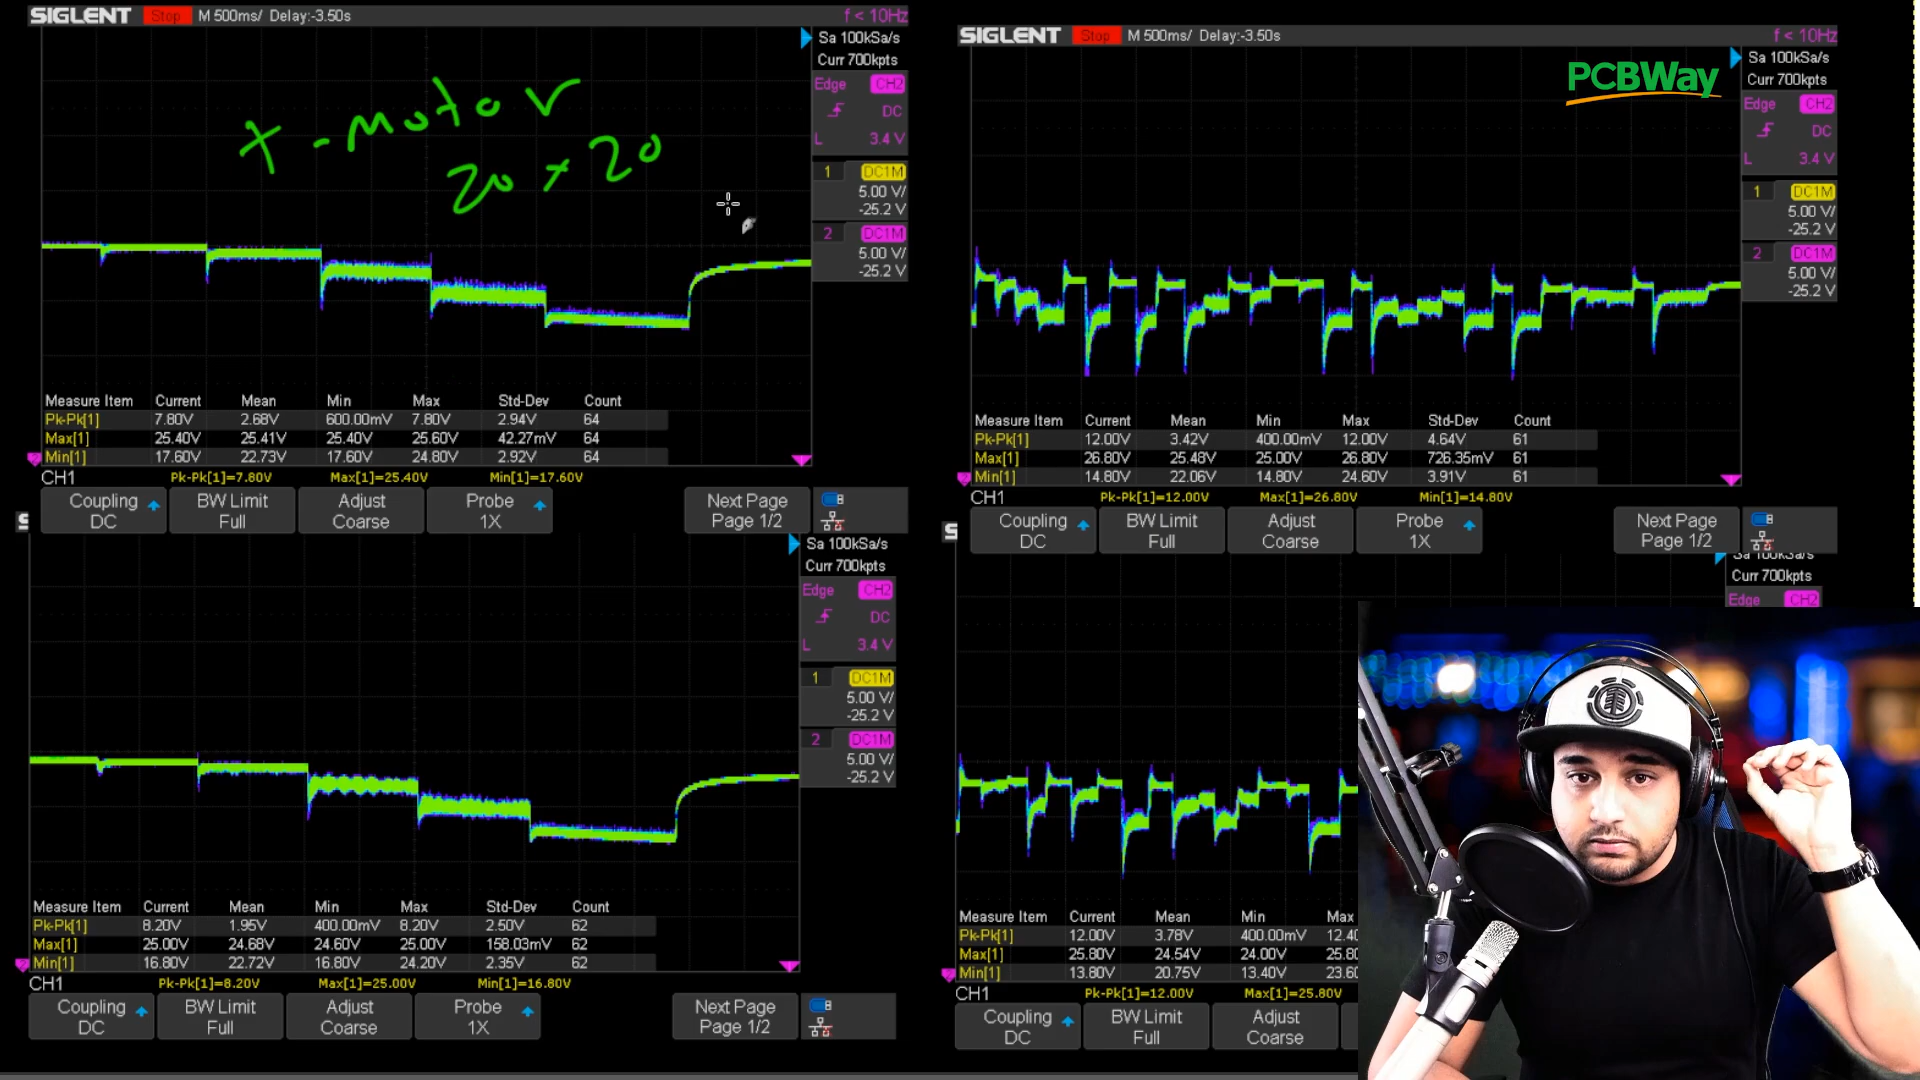 SIGLENT Stop M 500ms/ Delay:-3.50s f < 10Hz
Sa 100kSa/s
Curr 700kpts
Edge CH2
DC
L 3.4 V
1 DC1M
5.00 V/
-25.2 V
2 DC1M
5.00 V/
-25.2 V
t-motor
20x20
Measure Item Current Mean Min Max Std-Dev Count
Pk-Pk[1] 7.80V 2.68V 600.00mV 7.80V 2.94V 64
Max[1] 25.40V 25.41V 25.40V 25.60V 42.27mV 64
Min[1] 17.60V 22.73V 17.60V 24.80V 2.92V 64
CH1 Pk-Pk[1]=7.80V Max[1]=25.40V Min[1]=17.60V
Coupling BW Limit Adjust Probe Next Page
DC Full Coarse 1X Page 1/2
SIGLENT Stop M 500ms/ Delay:-3.50s f < 10Hz
PCBWay
Sa 100kSa/s
Curr 700kpts
Edge CH2
DC
L 3.4 V
1 DC1M
5.00 V/
-25.2 V
2 DC1M
5.00 V/
-25.2 V
Measure Item Current Mean Min Max Std-Dev Count
Pk-Pk[1] 12.00V 3.42V 400.00mV 12.00V 4.64V 61
Max[1] 26.80V 25.48V 25.00V 26.80V 726.35mV 61
Min[1] 14.80V 22.06V 14.80V 24.60V 3.91V 61
CH1 Pk-Pk[1]=12.00V Max[1]=26.80V Min[1]=14.80V
Coupling BW Limit Adjust Probe Next Page
DC Full Coarse 1X Page 1/2
S
Sa 100kSa/s
Curr 700kpts
Edge CH2
DC
L 3.4 V
1 DC1M
5.00 V/
-25.2 V
2 DC1M
5.00 V/
-25.2 V
Measure Item Current Mean Min Max Std-Dev Count
Pk-Pk[1] 8.20V 1.95V 400.00mV 8.20V 2.50V 62
Max[1] 25.00V 24.68V 24.60V 25.00V 158.03mV 62
Min[1] 16.80V 22.72V 16.80V 24.20V 2.35V 62
CH1 Pk-Pk[1]=8.20V Max[1]=25.00V Min[1]=16.80V
Coupling BW Limit Adjust Probe Next Page
DC Full Coarse 1X Page 1/2
S
Sa 100kSa/s
Curr 700kpts
Edge CH2
Measure Item Current Mean Min Max
Pk-Pk[1] 12.00V 3.78V 400.00mV 12.40
Max[1] 25.80V 24.54V 24.00V 25.80
Min[1] 13.80V 20.75V 13.40V 23.60
CH1 Pk-Pk[1]=12.00V Max[1]=25.80V
Coupling BW Limit Adjust
DC Full Coarse